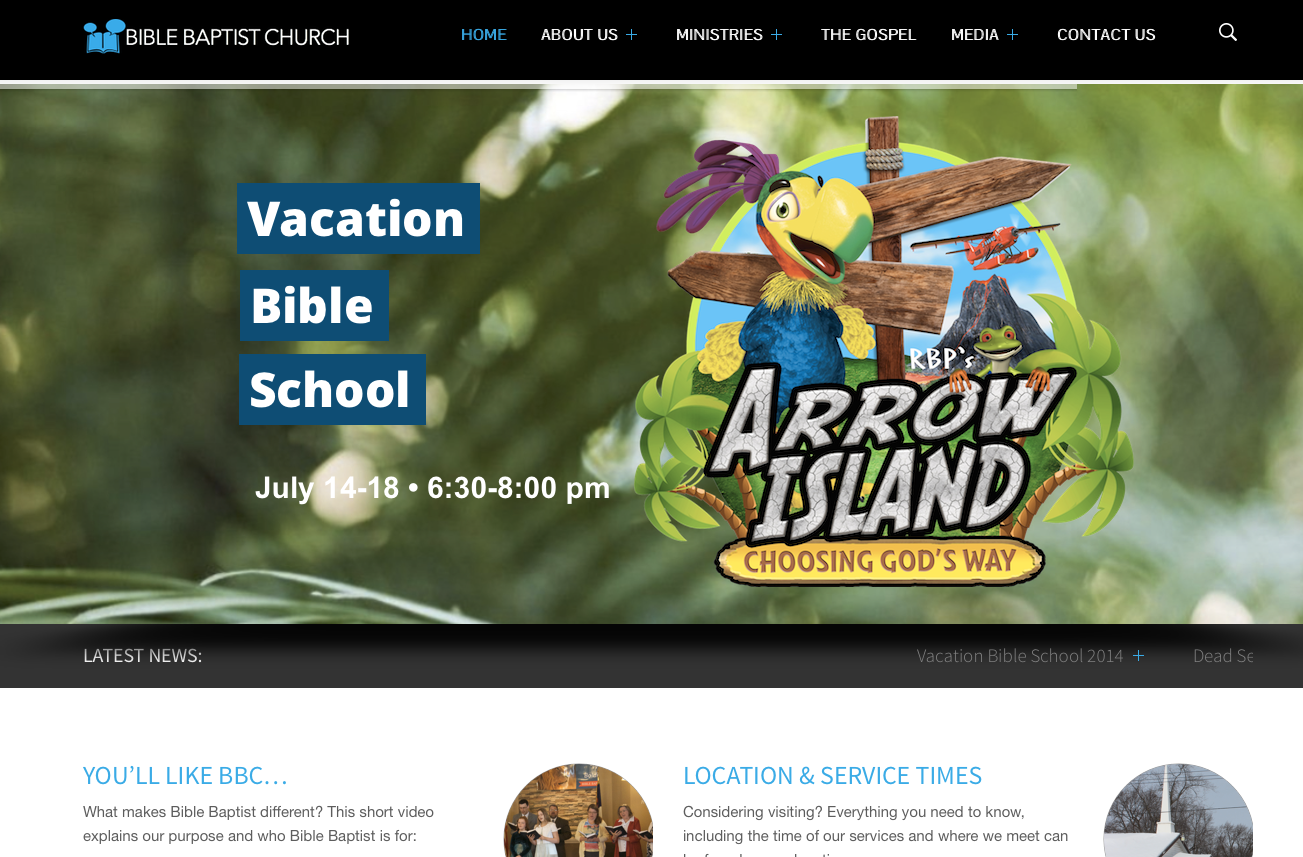 BIBLE BAPTIST CHURCH
HOME
ABOUT US +
MINISTRIES +
THE GOSPEL
MEDIA +
CONTACT US
Vacation
Bible
School
July 14-18 • 6:30-8:00 pm
RBP's
ARROW
ISLAND
CHOOSING GOD'S WAY
LATEST NEWS:
Vacation Bible School 2014 +
Dead Se
YOU'LL LIKE BBC...
What makes Bible Baptist different? This short video
explains our purpose and who Bible Baptist is for:
LOCATION & SERVICE TIMES
Considering visiting? Everything you need to know,
including the time of our services and where we meet can